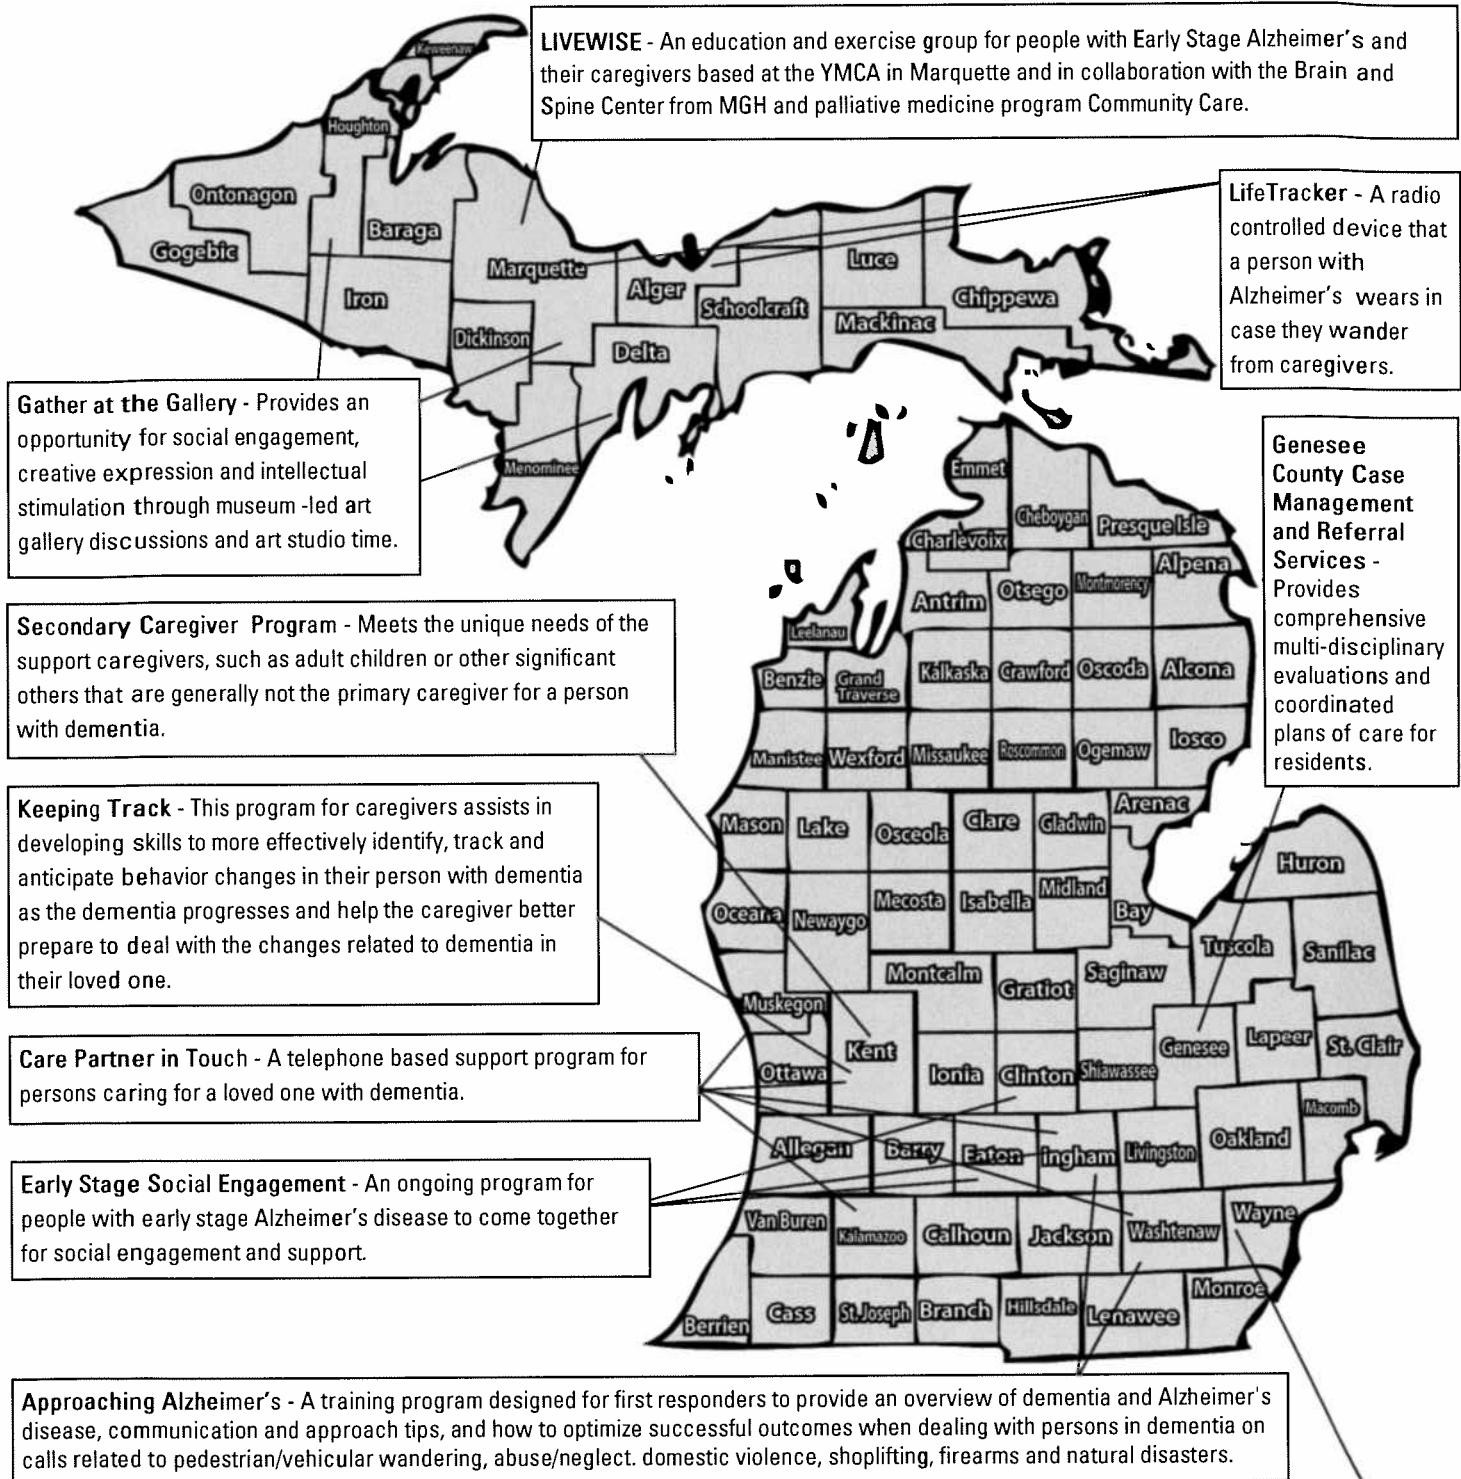 LIVEWISE - An education and exercise group for people with Early Stage Alzheimer's and
their caregivers based at the YMCA in Marquette and in collaboration with the Brain and
Spine Center from MGH and palliative medicine program Community Care.
LifeTracker - A radio
controlled device that
a person with
Alzheimer's wears in
case they wander
from caregivers.
Keweenaw
Houghton
Ontonagon
Baraga
Gogebic
Iron
Marquette
Alger
Luce
Schoolcraft
Chippewa
Mackinac
Dickinson
Delta
Menominee
Gather at the Gallery - Provides an
opportunity for social engagement,
creative expression and intellectual
stimulation through museum -led art
gallery discussions and art studio time.
Genesee
County Case
Management
and Referral
Services -
Provides
comprehensive
multi-disciplinary
evaluations and
coordinated
plans of care for
residents.
Secondary Caregiver Program - Meets the unique needs of the
support caregivers, such as adult children or other significant
others that are generally not the primary caregiver for a person
with dementia.
Keeping Track - This program for caregivers assists in
developing skills to more effectively identify, track and
anticipate behavior changes in their person with dementia
as the dementia progresses and help the caregiver better
prepare to deal with the changes related to dementia in
their loved one.
Care Partner in Touch - A telephone based support program for
persons caring for a loved one with dementia.
Early Stage Social Engagement - An ongoing program for
people with early stage Alzheimer's disease to come together
for social engagement and support.
Emmet
Cheboygan
Presque Isle
Charlevoix
Alpena
Antrim
Otsego
Montmorency
Leelanau
Benzie
Grand
Traverse
Kalkaska
Crawford
Oscoda
Alcona
Manistee
Wexford
Missaukee
Roscommon
Ogemaw
Iosco
Mason
Lake
Osceola
Clare
Gladwin
Arenac
Huron
Oceana
Newaygo
Mecosta
Isabella
Midland
Bay
Tuscola
Sanilac
Muskegon
Montcalm
Gratiot
Saginaw
Ottawa
Kent
Ionia
Clinton
Shiawassee
Genesee
Lapeer
St. Clair
Allegan
Barry
Eaton
Ingham
Livingston
Oakland
Macomb
Van Buren
Kalamazoo
Calhoun
Jackson
Washtenaw
Wayne
Berrien
Cass
St. Joseph
Branch
Hillsdale
Lenawee
Monroe
Approaching Alzheimer's - A training program designed for first responders to provide an overview of dementia and Alzheimer's
disease, communication and approach tips, and how to optimize successful outcomes when dealing with persons in dementia on
calls related to pedestrian/vehicular wandering, abuse/neglect. domestic violence, shoplifting, firearms and natural disasters.